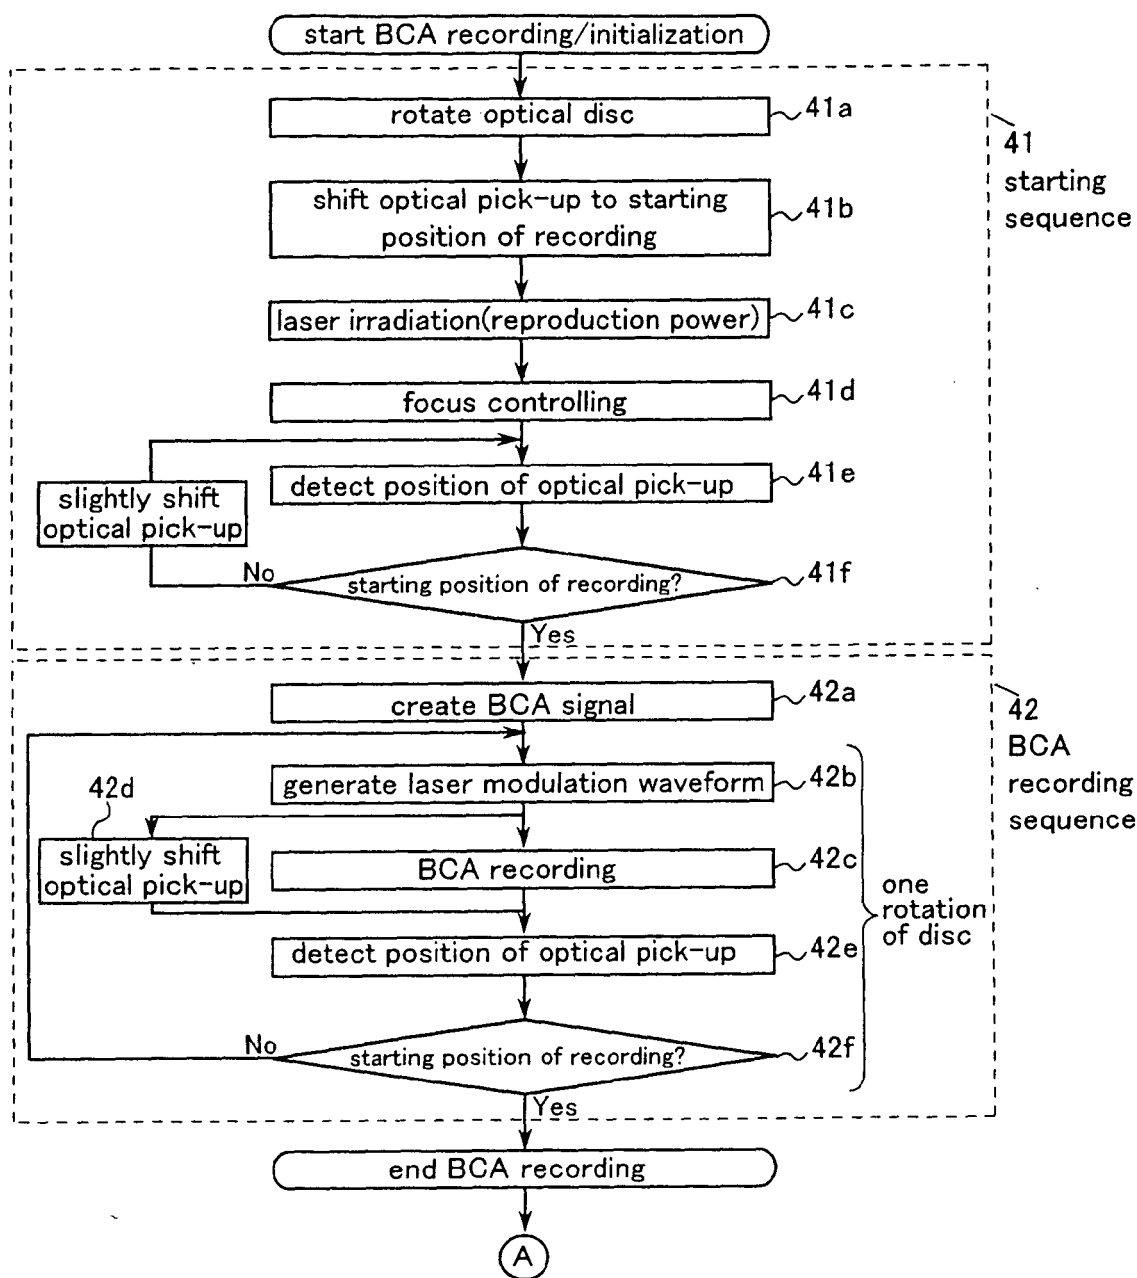 start BCA recording/initialization
rotate optical disc
41a
41
starting
sequence
shift optical pick-up to starting
position of recording
41b
laser irradiation(reproduction power)
41c
focus controlling
41d
slightly shift
optical pick-up
detect position of optical pick-up
41e
No
starting position of recording?
41f
Yes
create BCA signal
42a
42
BCA
recording
sequence
generate laser modulation waveform
42b
42d
slightly shift
optical pick-up
BCA recording
42c
one
rotation
of disc
detect position of optical pick-up
42e
No
starting position of recording?
42f
Yes
end BCA recording
A